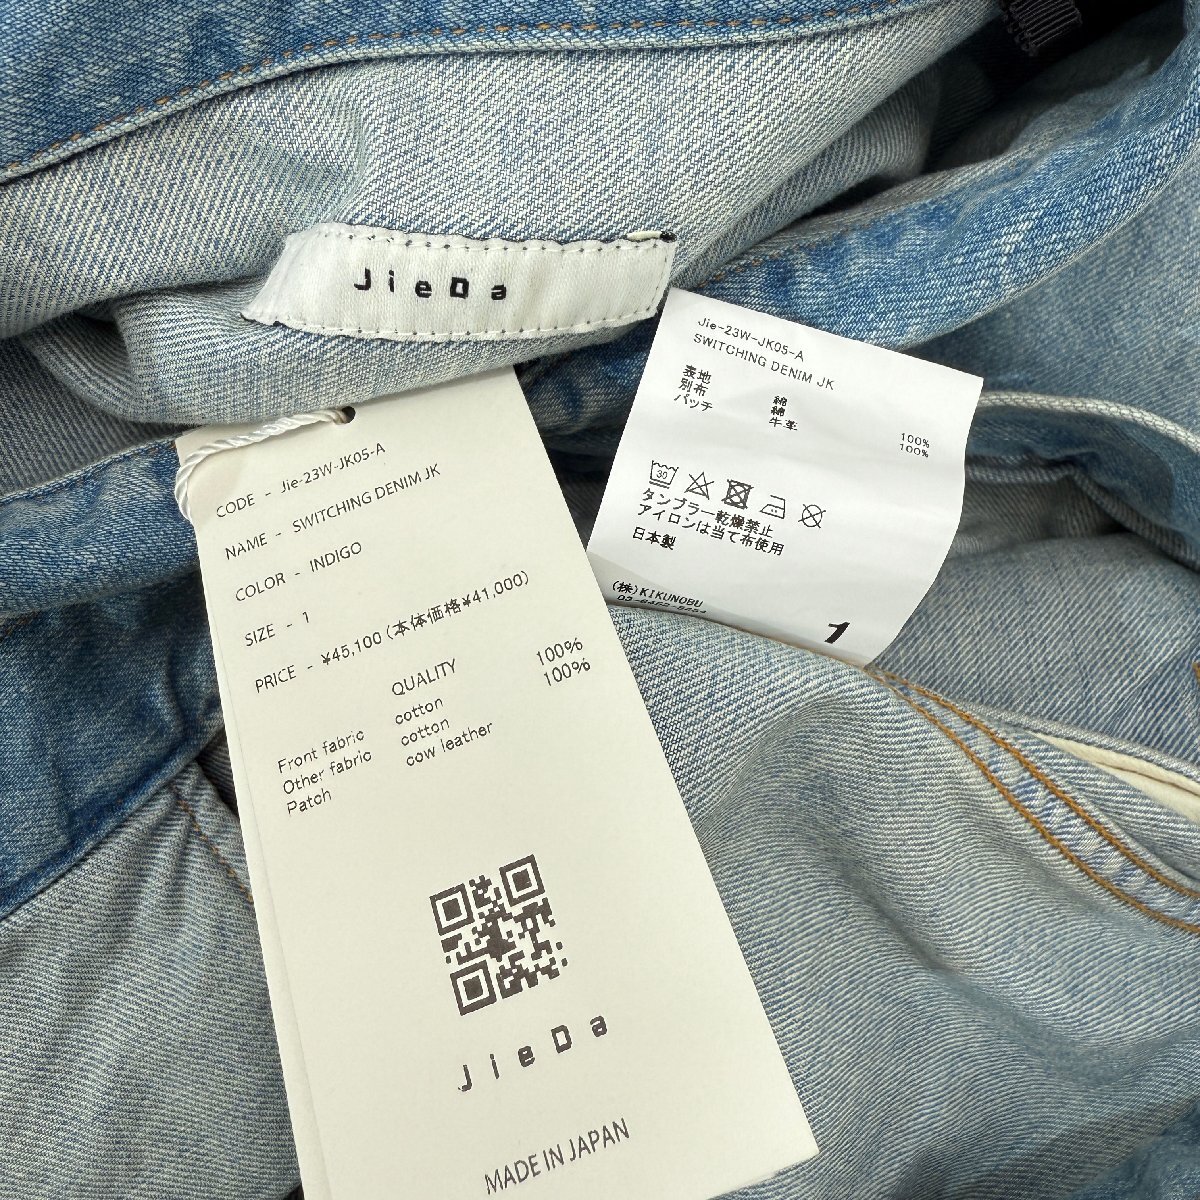 JieDa
Jie-23W-JK05-A
SWITCHING DENIM JK
表地 綿 100%
別布 綿 100%
パッチ 牛革
30
タンブラー乾燥禁止
アイロンは当て布使用
日本製
(株)KIKUNOBU
1
CODE - Jie-23W-JK05-A
NAME - SWITCHING DENIM JK
COLOR - INDIGO
SIZE - 1
PRICE - ¥45,100 (本体価格¥41,000)
QUALITY
Front fabric cotton 100%
Other fabric cotton 100%
Patch cow leather
JieDa
MADE IN JAPAN